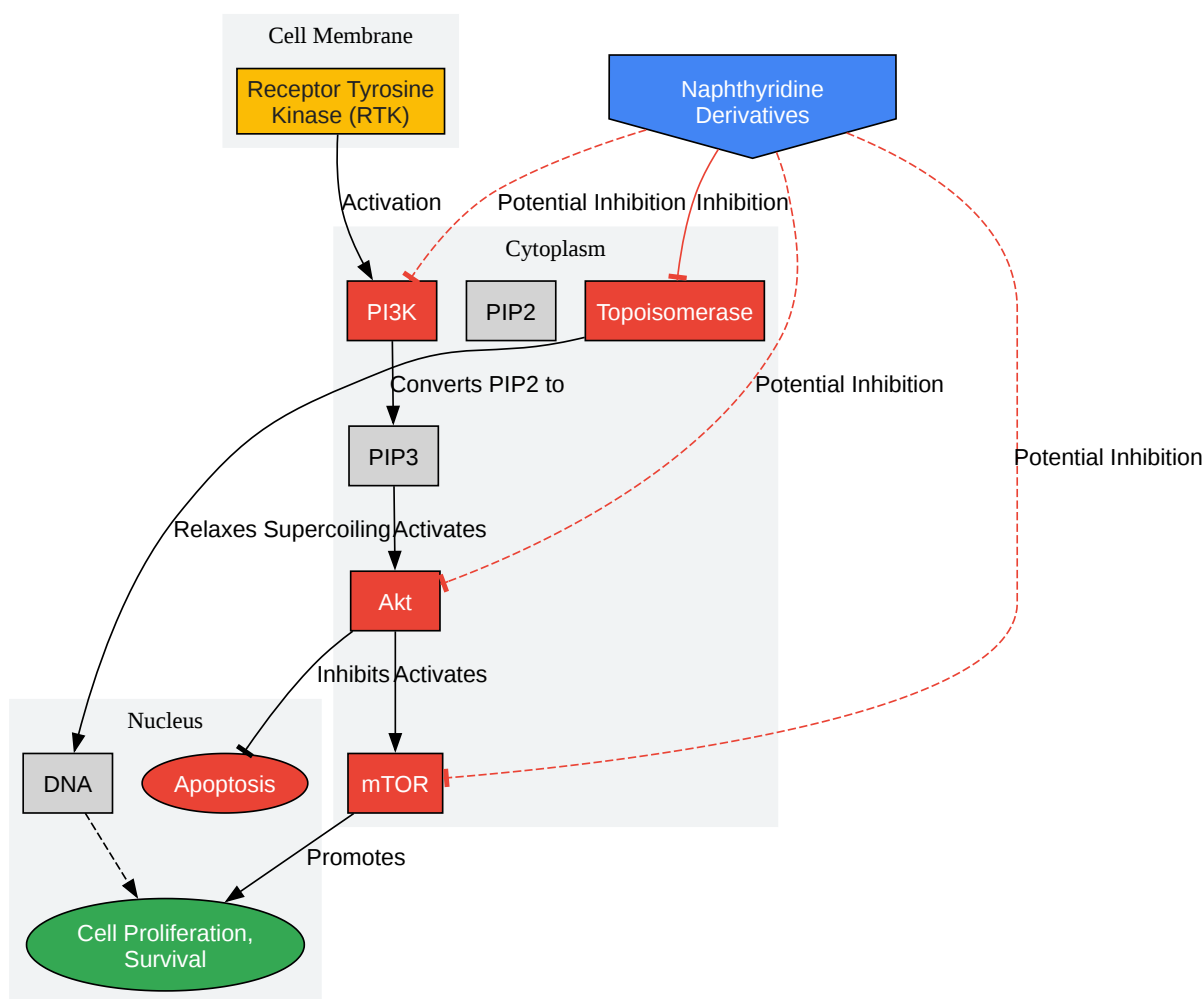 Cell Membrane
Receptor Tyrosine
Kinase (RTK)
Naphthyridine
Derivatives
Activation
Potential Inhibition
Inhibition
Cytoplasm
PI3K
PIP2
Topoisomerase
Converts PIP2 to
Potential Inhibition
PIP3
Potential Inhibition
Relaxes Supercoiling
Activates
Akt
Inhibits
Activates
Nucleus
DNA
Apoptosis
mTOR
Promotes
Cell Proliferation,
Survival